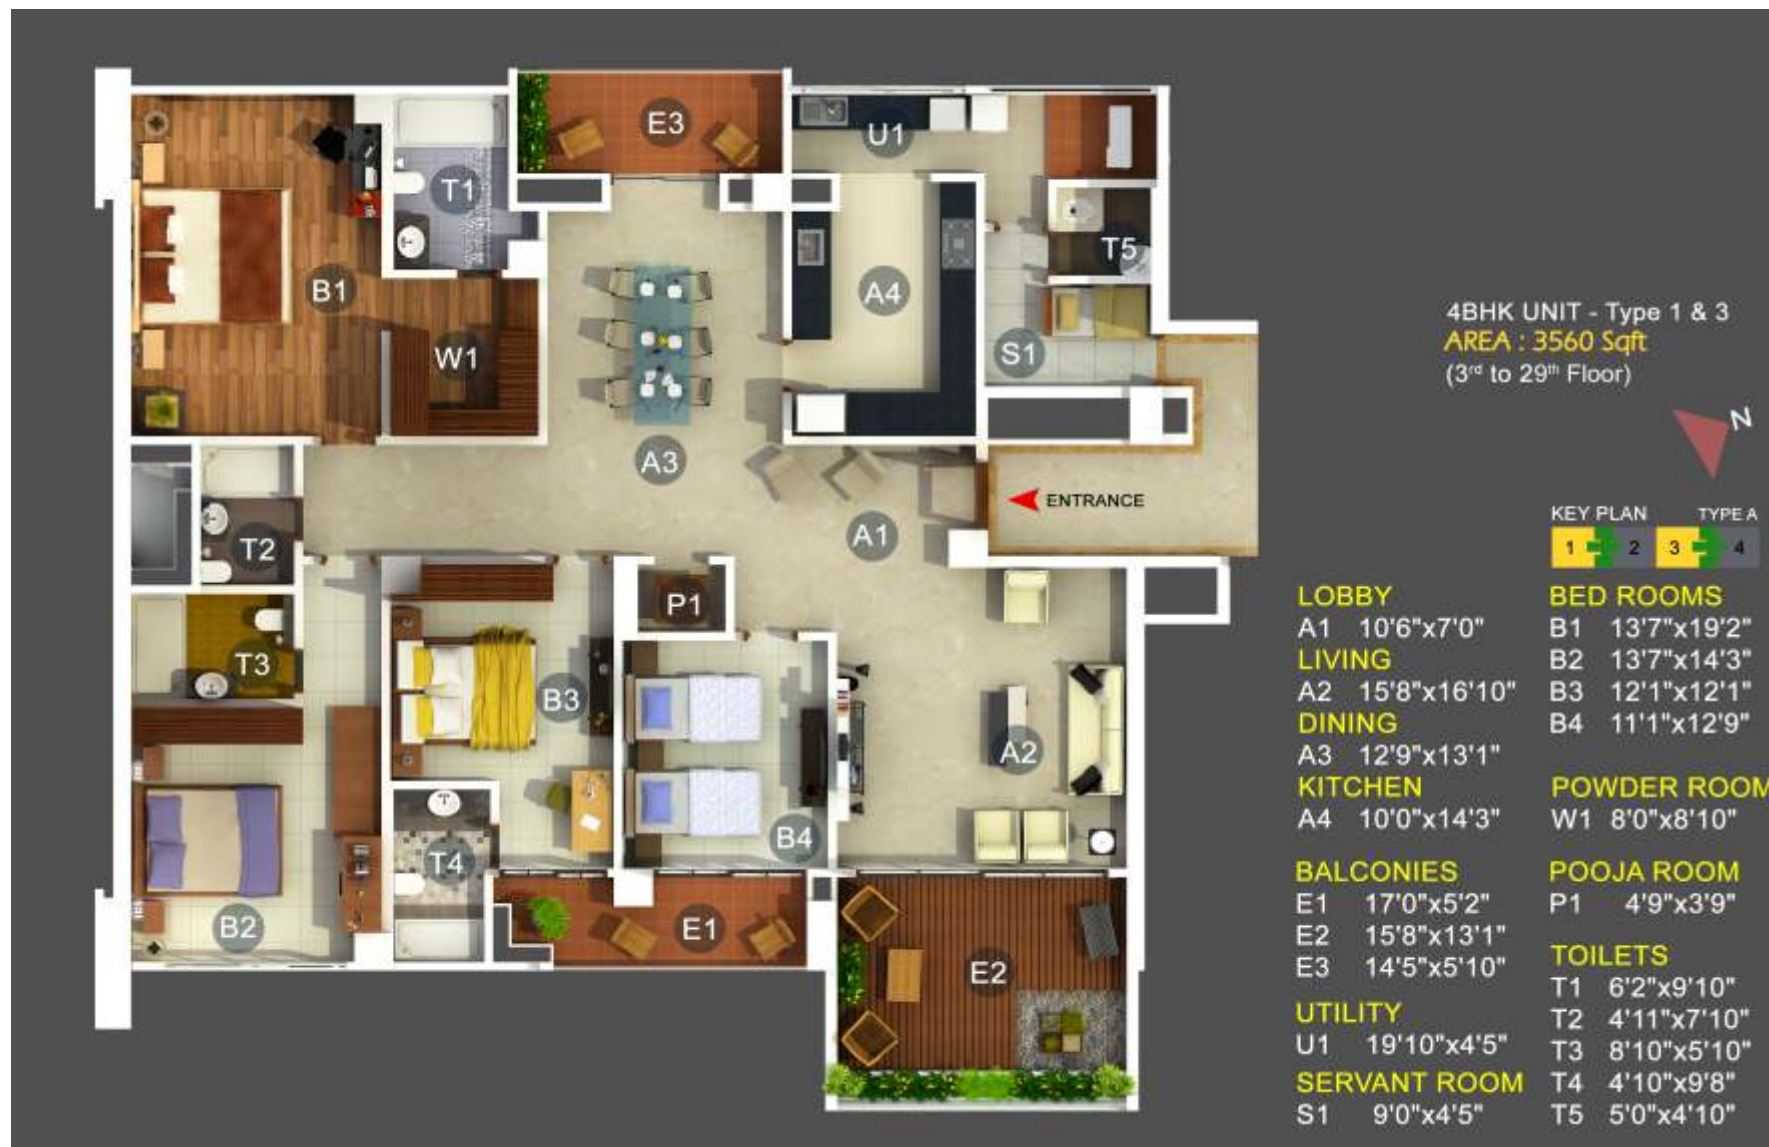 E3
U1
T1
T5
B1
A4
W1
S1
A3
ENTRANCE
A1
T2
P1
T3
B3
A2
B4
T4
B2
E1
E2
4BHK UNIT - Type 1 & 3
AREA : 3560 Sqft
(3rd to 29th Floor)
N
KEY PLAN TYPE A
1 2 3 4
LOBBY
A1 10'6"x7'0"
LIVING
A2 15'8"x16'10"
DINING
A3 12'9"x13'1"
KITCHEN
A4 10'0"x14'3"
BALCONIES
E1 17'0"x5'2"
E2 15'8"x13'1"
E3 14'5"x5'10"
UTILITY
U1 19'10"x4'5"
SERVANT ROOM
S1 9'0"x4'5"
BED ROOMS
B1 13'7"x19'2"
B2 13'7"x14'3"
B3 12'1"x12'1"
B4 11'1"x12'9"
POWDER ROOM
W1 8'0"x8'10"
POOJA ROOM
P1 4'9"x3'9"
TOILETS
T1 6'2"x9'10"
T2 4'11"x7'10"
T3 8'10"x5'10"
T4 4'10"x9'8"
T5 5'0"x4'10"